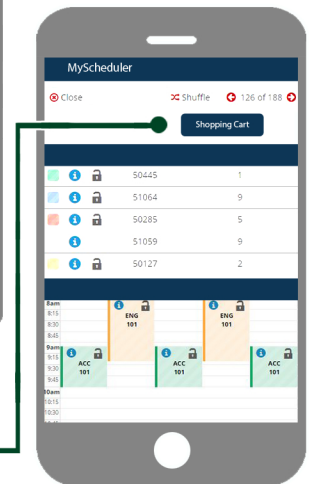 MyScheduler
Close Shuffle 126 of 188
Shopping Cart
50445 1
51064 9
50285 5
51059 9
50127 2
8am
8:15
8:30
8:45
ENG
101
ENG
101
9am
9:15
9:30
9:45
ACC
101
ACC
101
ACC
101
10am
10:15
10:30